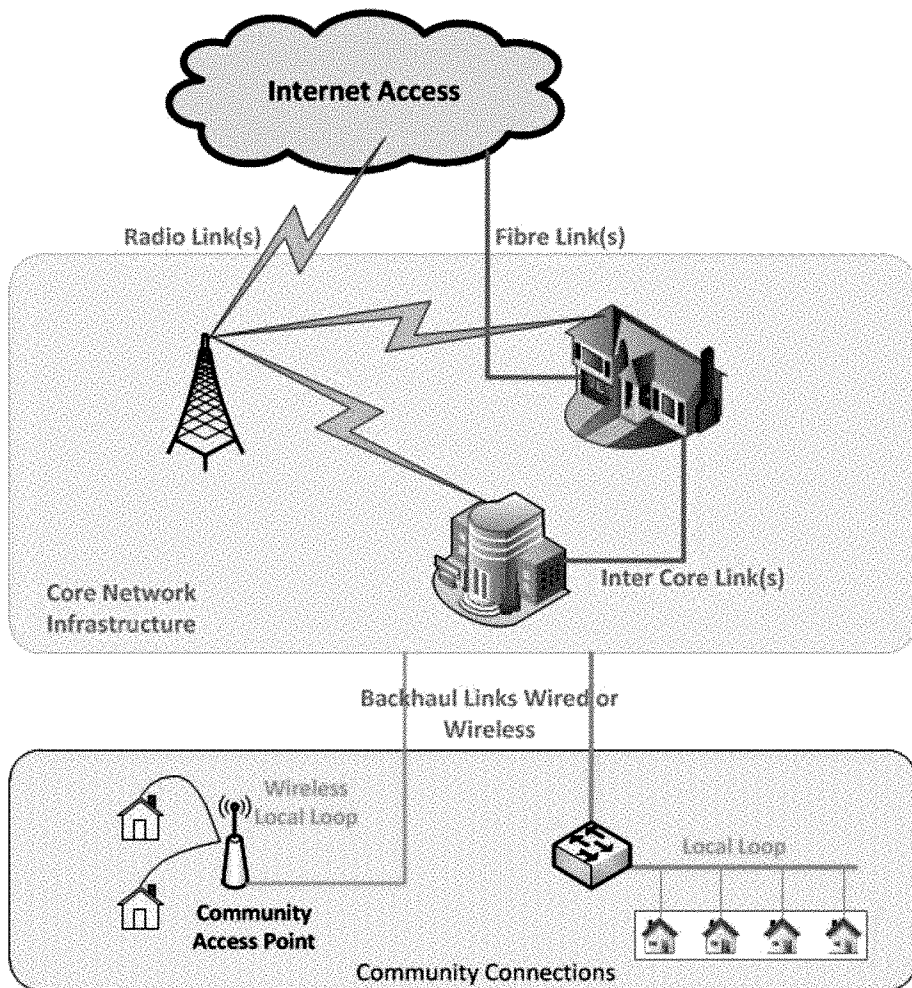 Internet Access
Radio Link(s)
Fibre Link(s)
Inter Core Link(s)
Core Network
Infrastructure
Backhaul Links Wired or
Wireless
Wireless
Local Loop
Local Loop
Community
Access Point
Community Connections